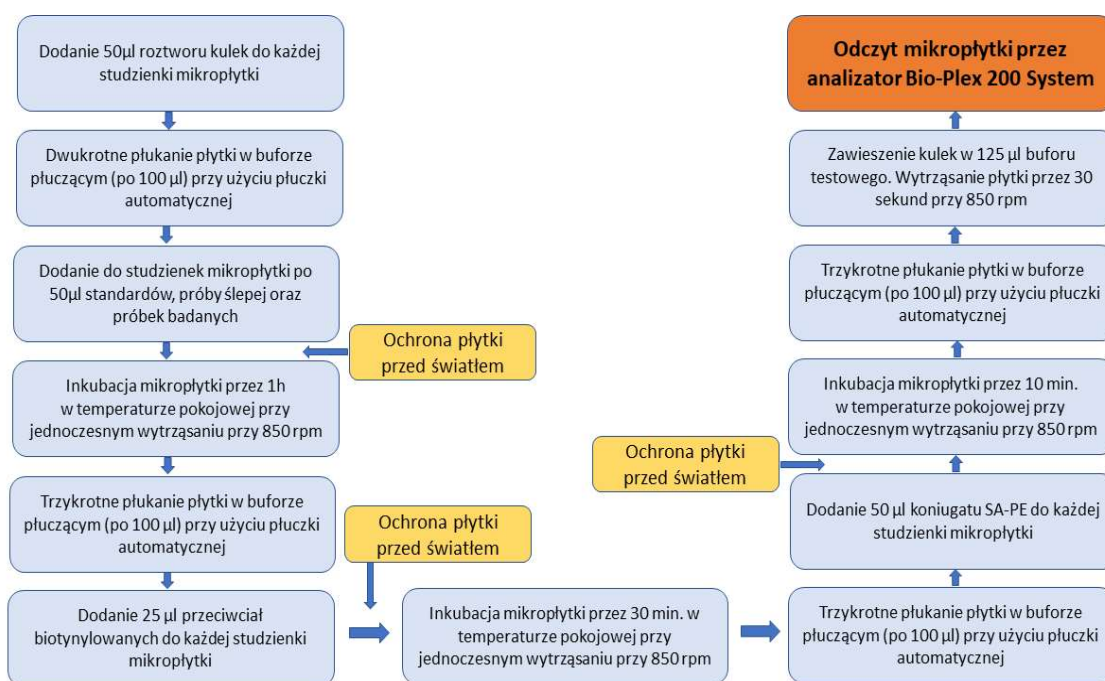 Dodanie 50µl roztworu kulek do każdej
studzienki mikropłytki
Dwukrotne płukanie płytki w buforze
płuczącym (po 100 µl) przy użyciu płuczki
automatycznej
Dodanie do studzienek mikropłytki po
50µl standardów, próby ślepej oraz
próbek badanych
Ochrona płytki
przed światłem
Inkubacja mikropłytki przez 1h
w temperaturze pokojowej przy
jednoczesnym wytrząsaniu przy 850 rpm
Trzykrotne płukanie płytki w buforze
płuczącym (po 100 µl) przy użyciu płuczki
automatycznej
Dodanie 25 µl przeciwciał
biotynylowanych do każdej studzienki
mikropłytki
Ochrona płytki
przed światłem
Inkubacja mikropłytki przez 30 min. w
temperaturze pokojowej przy
jednoczesnym wytrząsaniu przy 850 rpm
Trzykrotne płukanie płytki w buforze
płuczącym (po 100 µl) przy użyciu płuczki
automatycznej
Dodanie 50 µl koniugatu SA-PE do każdej
studzienki mikropłytki
Ochrona płytki
przed światłem
Inkubacja mikropłytki przez 10 min.
w temperaturze pokojowej przy
jednoczesnym wytrząsaniu przy 850 rpm
Trzykrotne płukanie płytki w buforze
płuczącym (po 100 µl) przy użyciu płuczki
automatycznej
Zawieszenie kulek w 125 µl buforu
testowego. Wytrząsanie płytki przez 30
sekund przy 850 rpm
Odczyt mikropłytki przez
analizator Bio-Plex 200 System